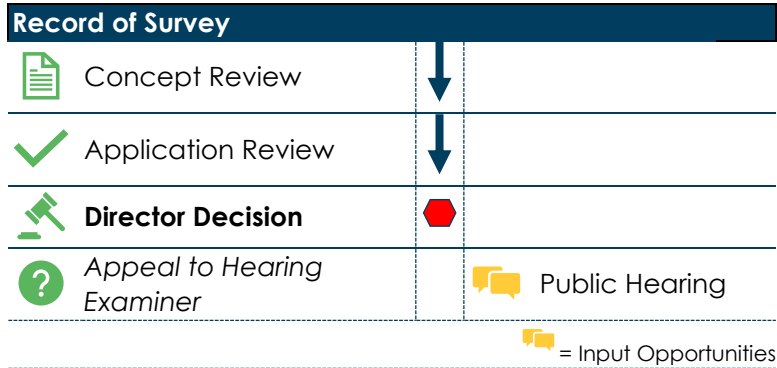 Record of Survey
Concept Review
Application Review
Director Decision
Appeal to Hearing
Examiner
?
Public Hearing
= Input Opportunities